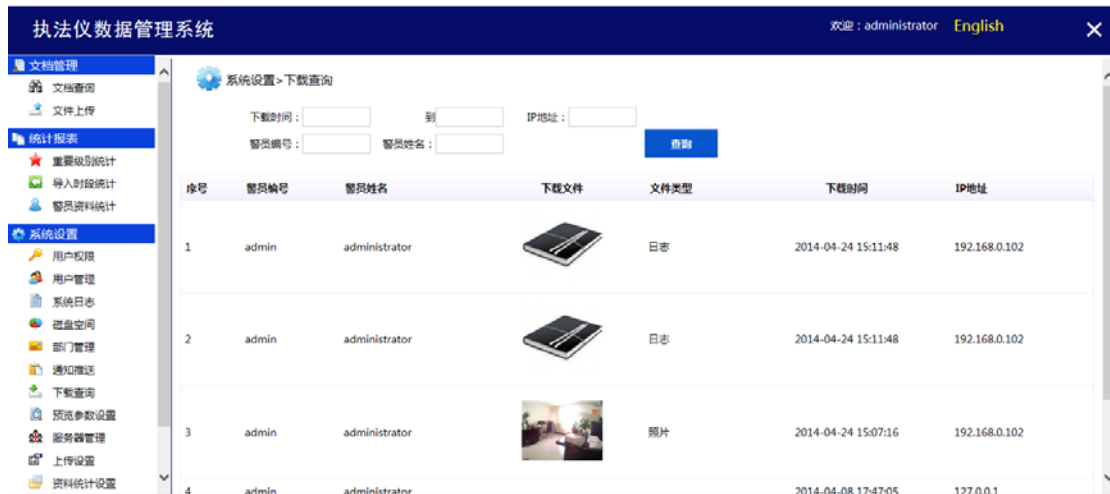 执法仪数据管理系统 欢迎：administrator English
文档管理
文档查询
文件上传
统计报表
重要级别统计
导入时段统计
警员资料统计
系统设置
用户权限
用户管理
系统日志
磁盘空间
部门管理
通知推送
下载查询
预览参数设置
服务器管理
上传设置
资料统计设置
系统设置>下载查询
下载时间： 到 IP地址：
警员编号： 警员姓名： 查询
序号 警员编号 警员姓名 下载文件 文件类型 下载时间 IP地址
1 admin administrator 日志 2014-04-24 15:11:48 192.168.0.102
2 admin administrator 日志 2014-04-24 15:11:48 192.168.0.102
3 admin administrator 照片 2014-04-24 15:07:16 192.168.0.102
4 admin administrator 2014-04-08 17:47:05 127.0.0.1